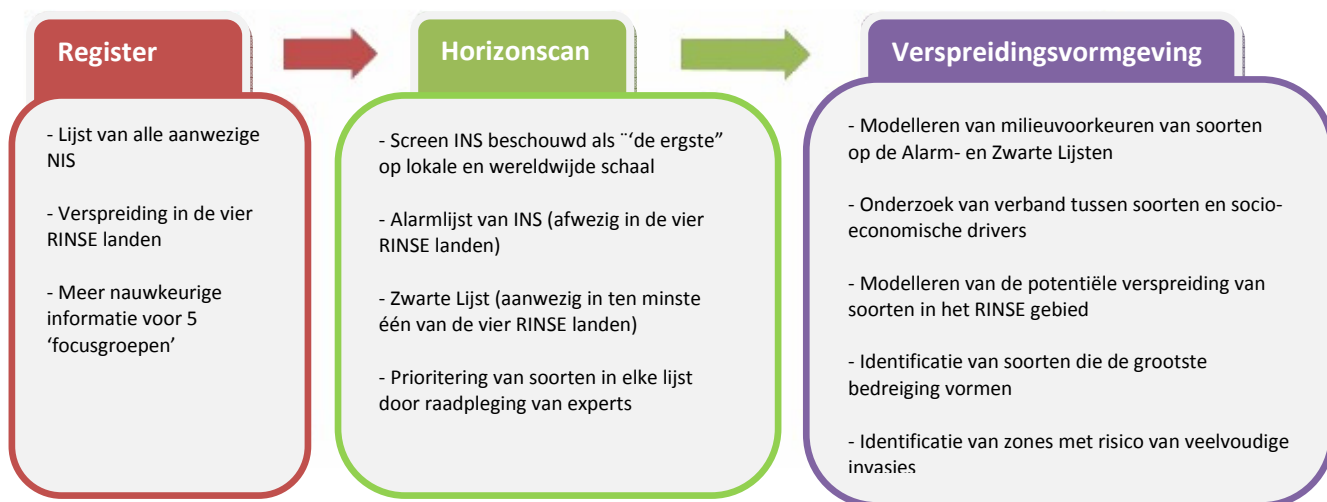 Register
- Lijst van alle aanwezige
NIS
- Verspreiding in de vier
RINSE landen
- Meer nauwkeurige
informatie voor 5
‘focusgroepen’
Horizonscan
- Screen INS beschouwd als ¨‘de ergste”
op lokale en wereldwijde schaal
- Alarmlijst van INS (afwezig in de vier
RINSE landen)
- Zwarte Lijst (aanwezig in ten minste
één van de vier RINSE landen)
- Prioritering van soorten in elke lijst
door raadpleging van experts
Verspreidingsvormgeving
- Modelleren van milieuvoorkeuren van soorten
op de Alarm- en Zwarte Lijsten
- Onderzoek van verband tussen soorten en socio-
economische drivers
- Modelleren van de potentiële verspreiding van
soorten in het RINSE gebied
- Identificatie van soorten die de grootste
bedreiging vormen
- Identificatie van zones met risico van veelvoudige
invasies